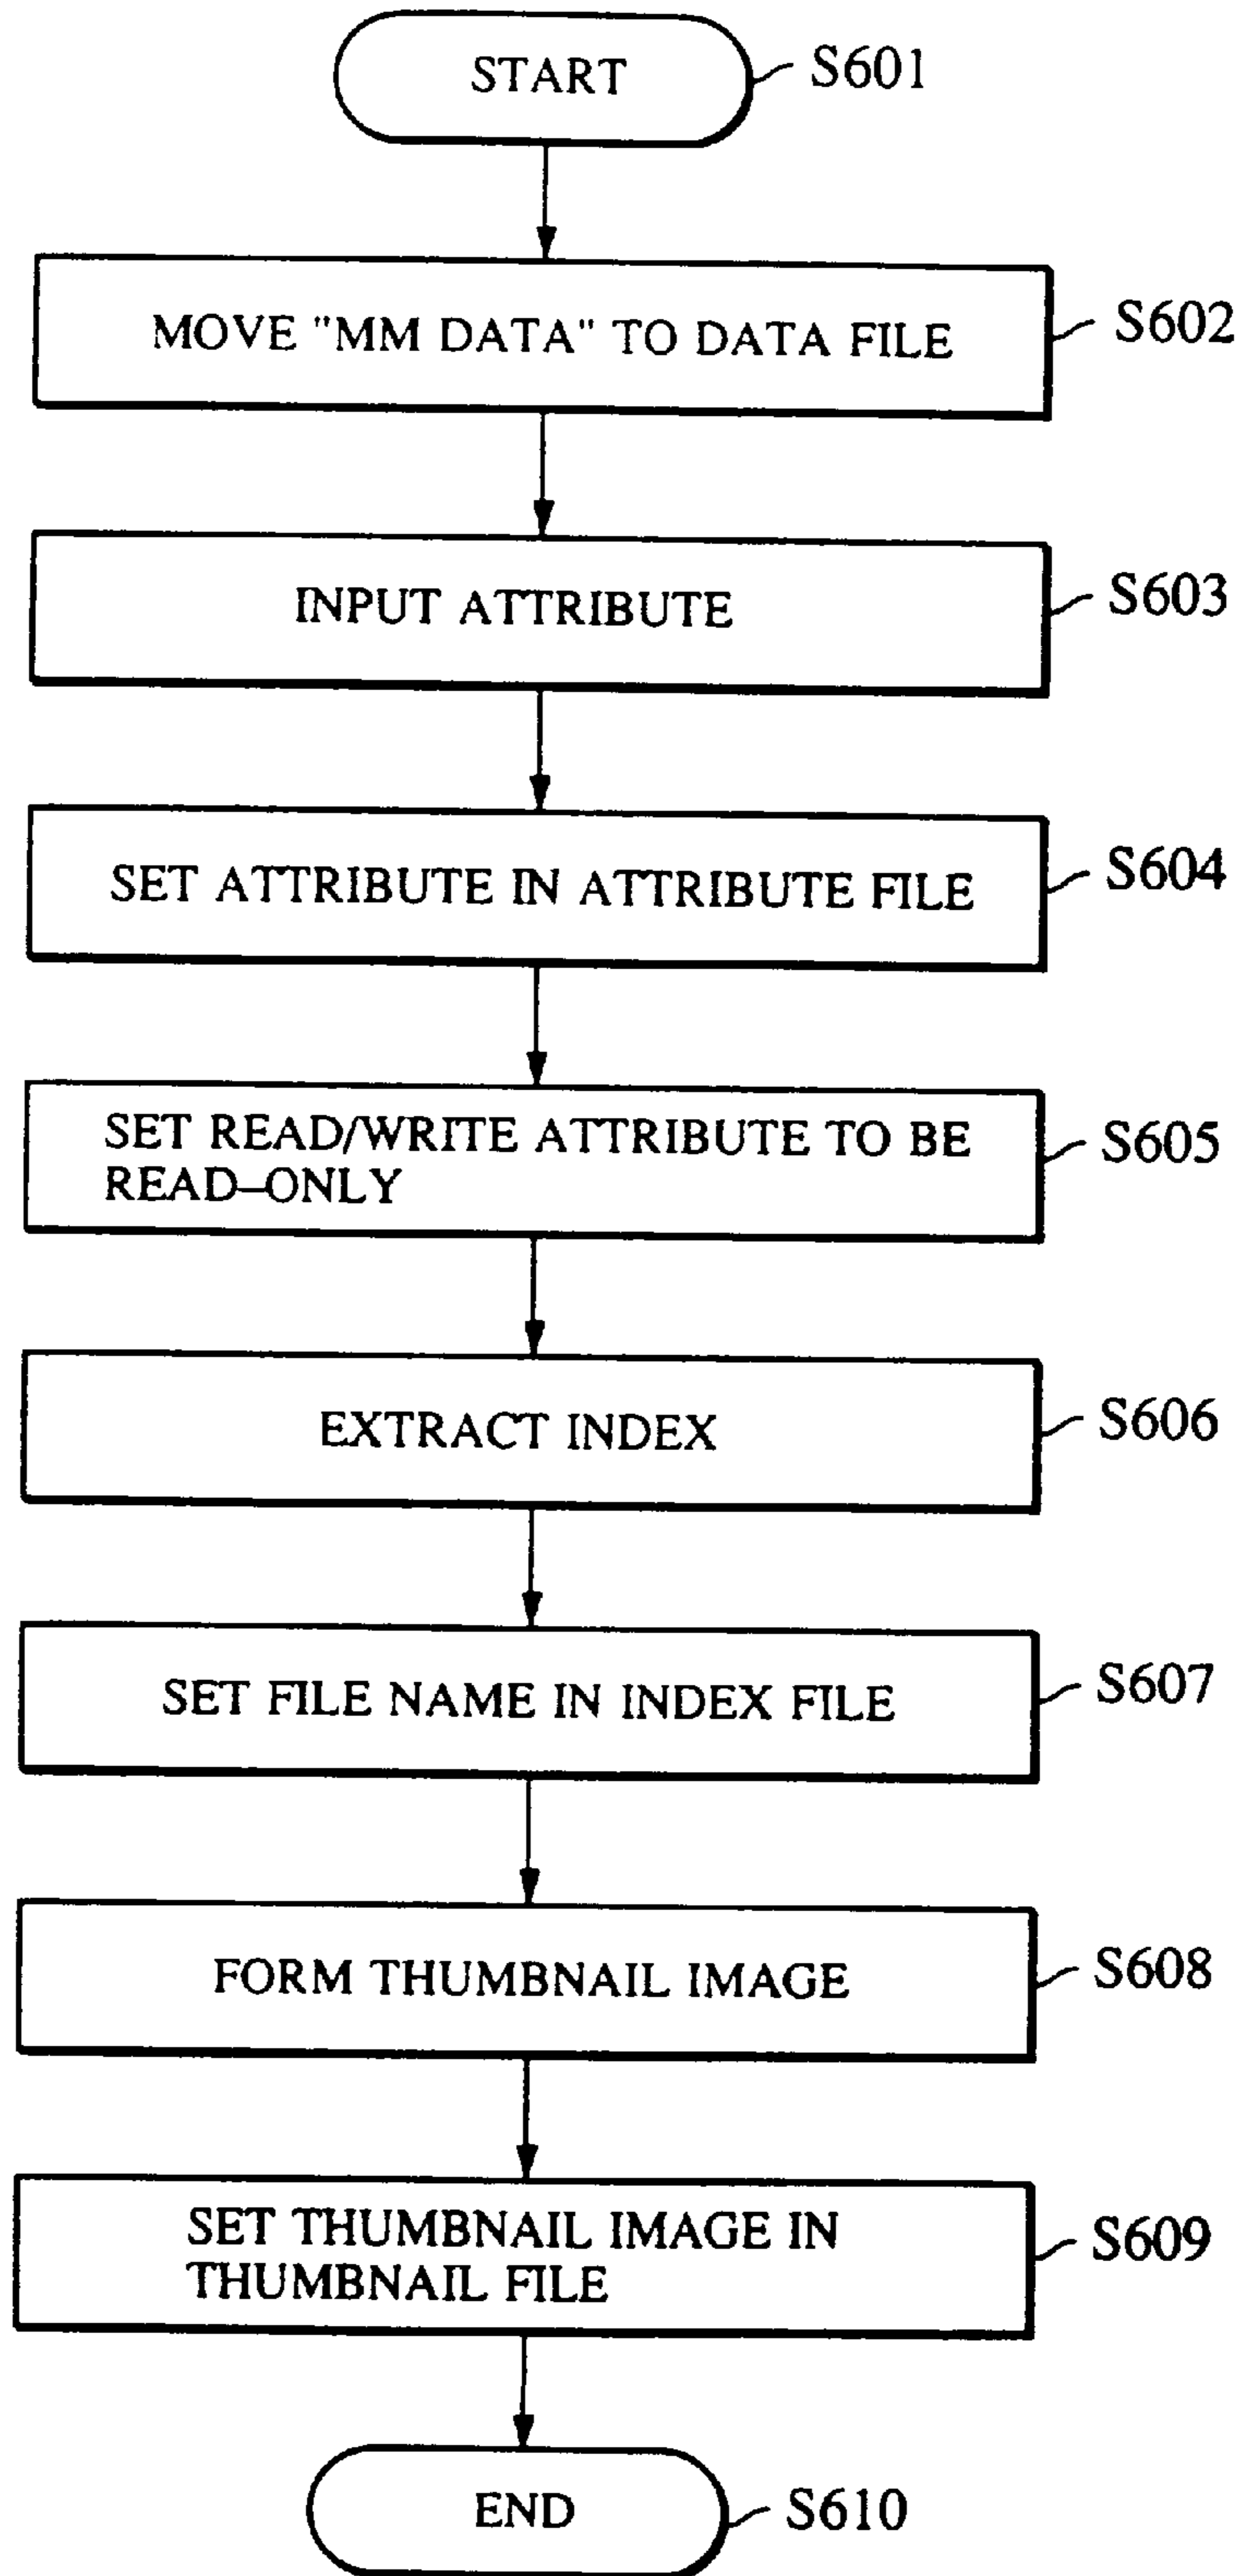 START
S601
MOVE "MM DATA" TO DATA FILE
S602
INPUT ATTRIBUTE
S603
SET ATTRIBUTE IN ATTRIBUTE FILE
S604
SET READ/WRITE ATTRIBUTE TO BE
READ–ONLY
S605
EXTRACT INDEX
S606
SET FILE NAME IN INDEX FILE
S607
FORM THUMBNAIL IMAGE
S608
SET THUMBNAIL IMAGE IN
THUMBNAIL FILE
S609
END
S610